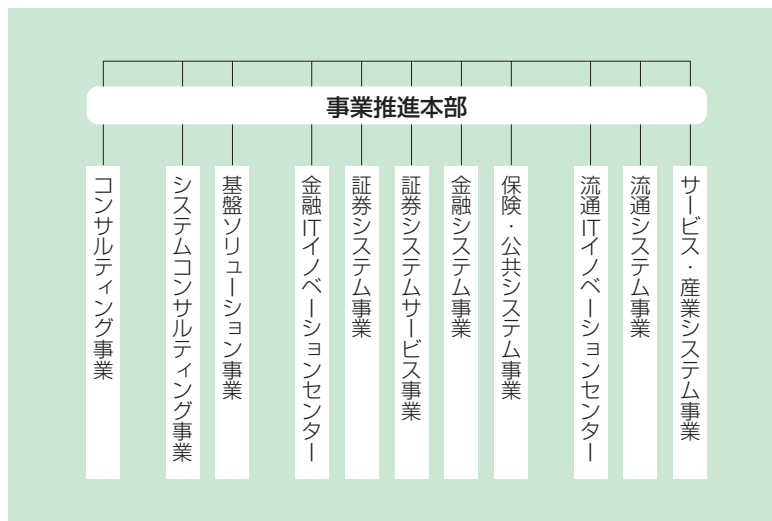 事業推進本部
コンサルティング事業
システムコンサルティング事業
基盤ソリューション事業
金融ITイノベーションセンター
証券システム事業
証券システムサービス事業
金融システム事業
保険・公共システム事業
流通ITイノベーションセンター
流通システム事業
サービス・産業システム事業